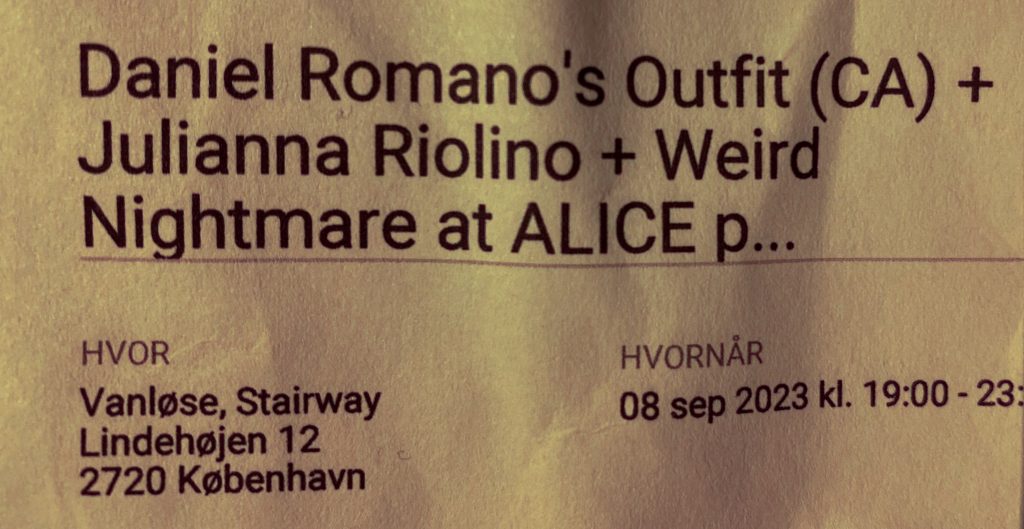 Daniel Romano's Outfit (CA) +
Julianna Riolino + Weird
Nightmare at ALICE p...
HVOR
Vanløse, Stairway
Lindehøjen 12
2720 København
HVORNÅR
08 sep 2023 kl. 19:00 - 23: